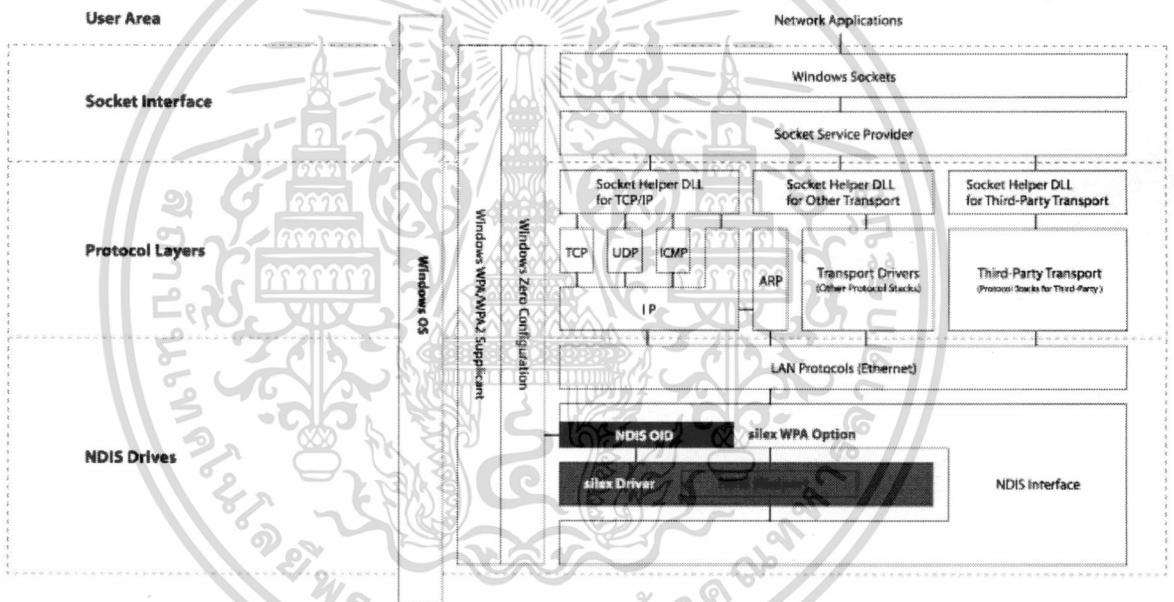 User Area
Network Applications
Socket Interface
Windows Sockets
Socket Service Provider
Protocol Layers
Socket Helper DLL
for TCP/IP
Socket Helper DLL
for Other Transport
Socket Helper DLL
for Third-Party Transport
TCP
UDP
ICMP
ARP
IP
Transport Drivers
(Other Protocol Stacks)
Third-Party Transport
(Protocol Stacks for Third-Party)
Windows OS
Windows WPA/WPA2 Supplicant
Windows Zero Configuration
LAN Protocols (Ethernet)
NDIS Drives
NDIS OID
silex WPA Option
silex Driver
NDIS Interface